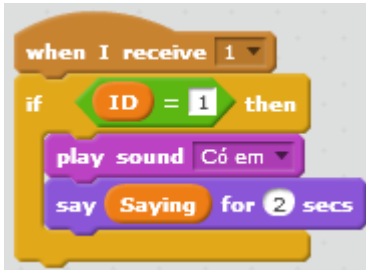 when I receive 1
if ID = 1 then
play sound Có em
say Saying for 2 secs